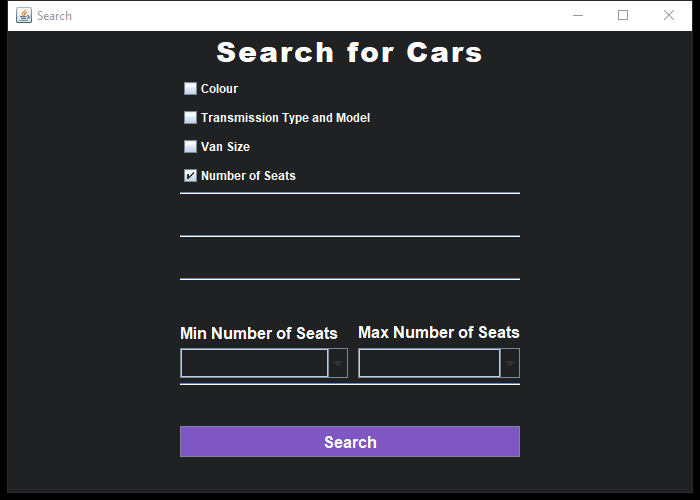 Search
Search for Cars
Colour
Transmission Type and Model
Van Size
Number of Seats
Min Number of Seats
Max Number of Seats
Search